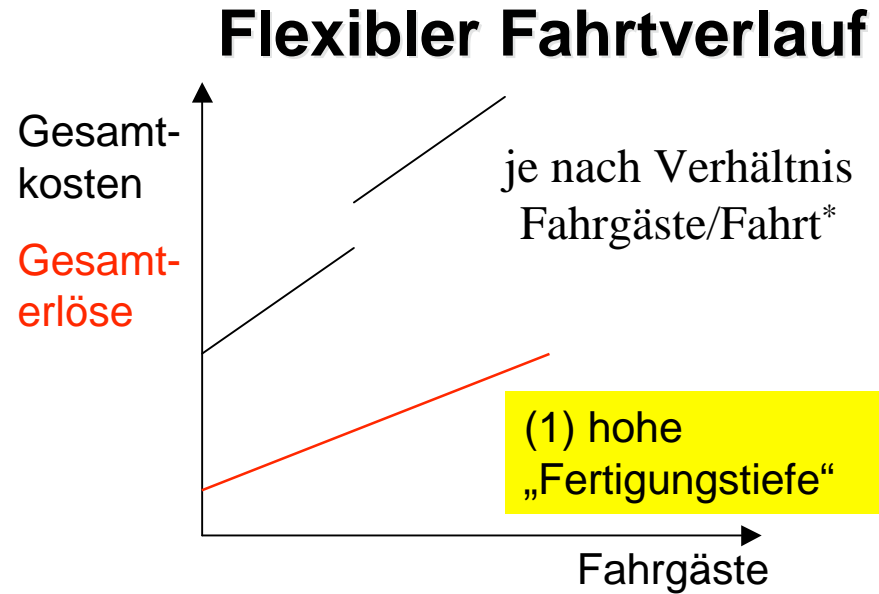 Flexibler Fahrtverlauf
Gesamt-
kosten
Gesamt-
erlöse
je nach Verhältnis
Fahrgäste/Fahrt*
(1) hohe
„Fertigungstiefe“
Fahrgäste